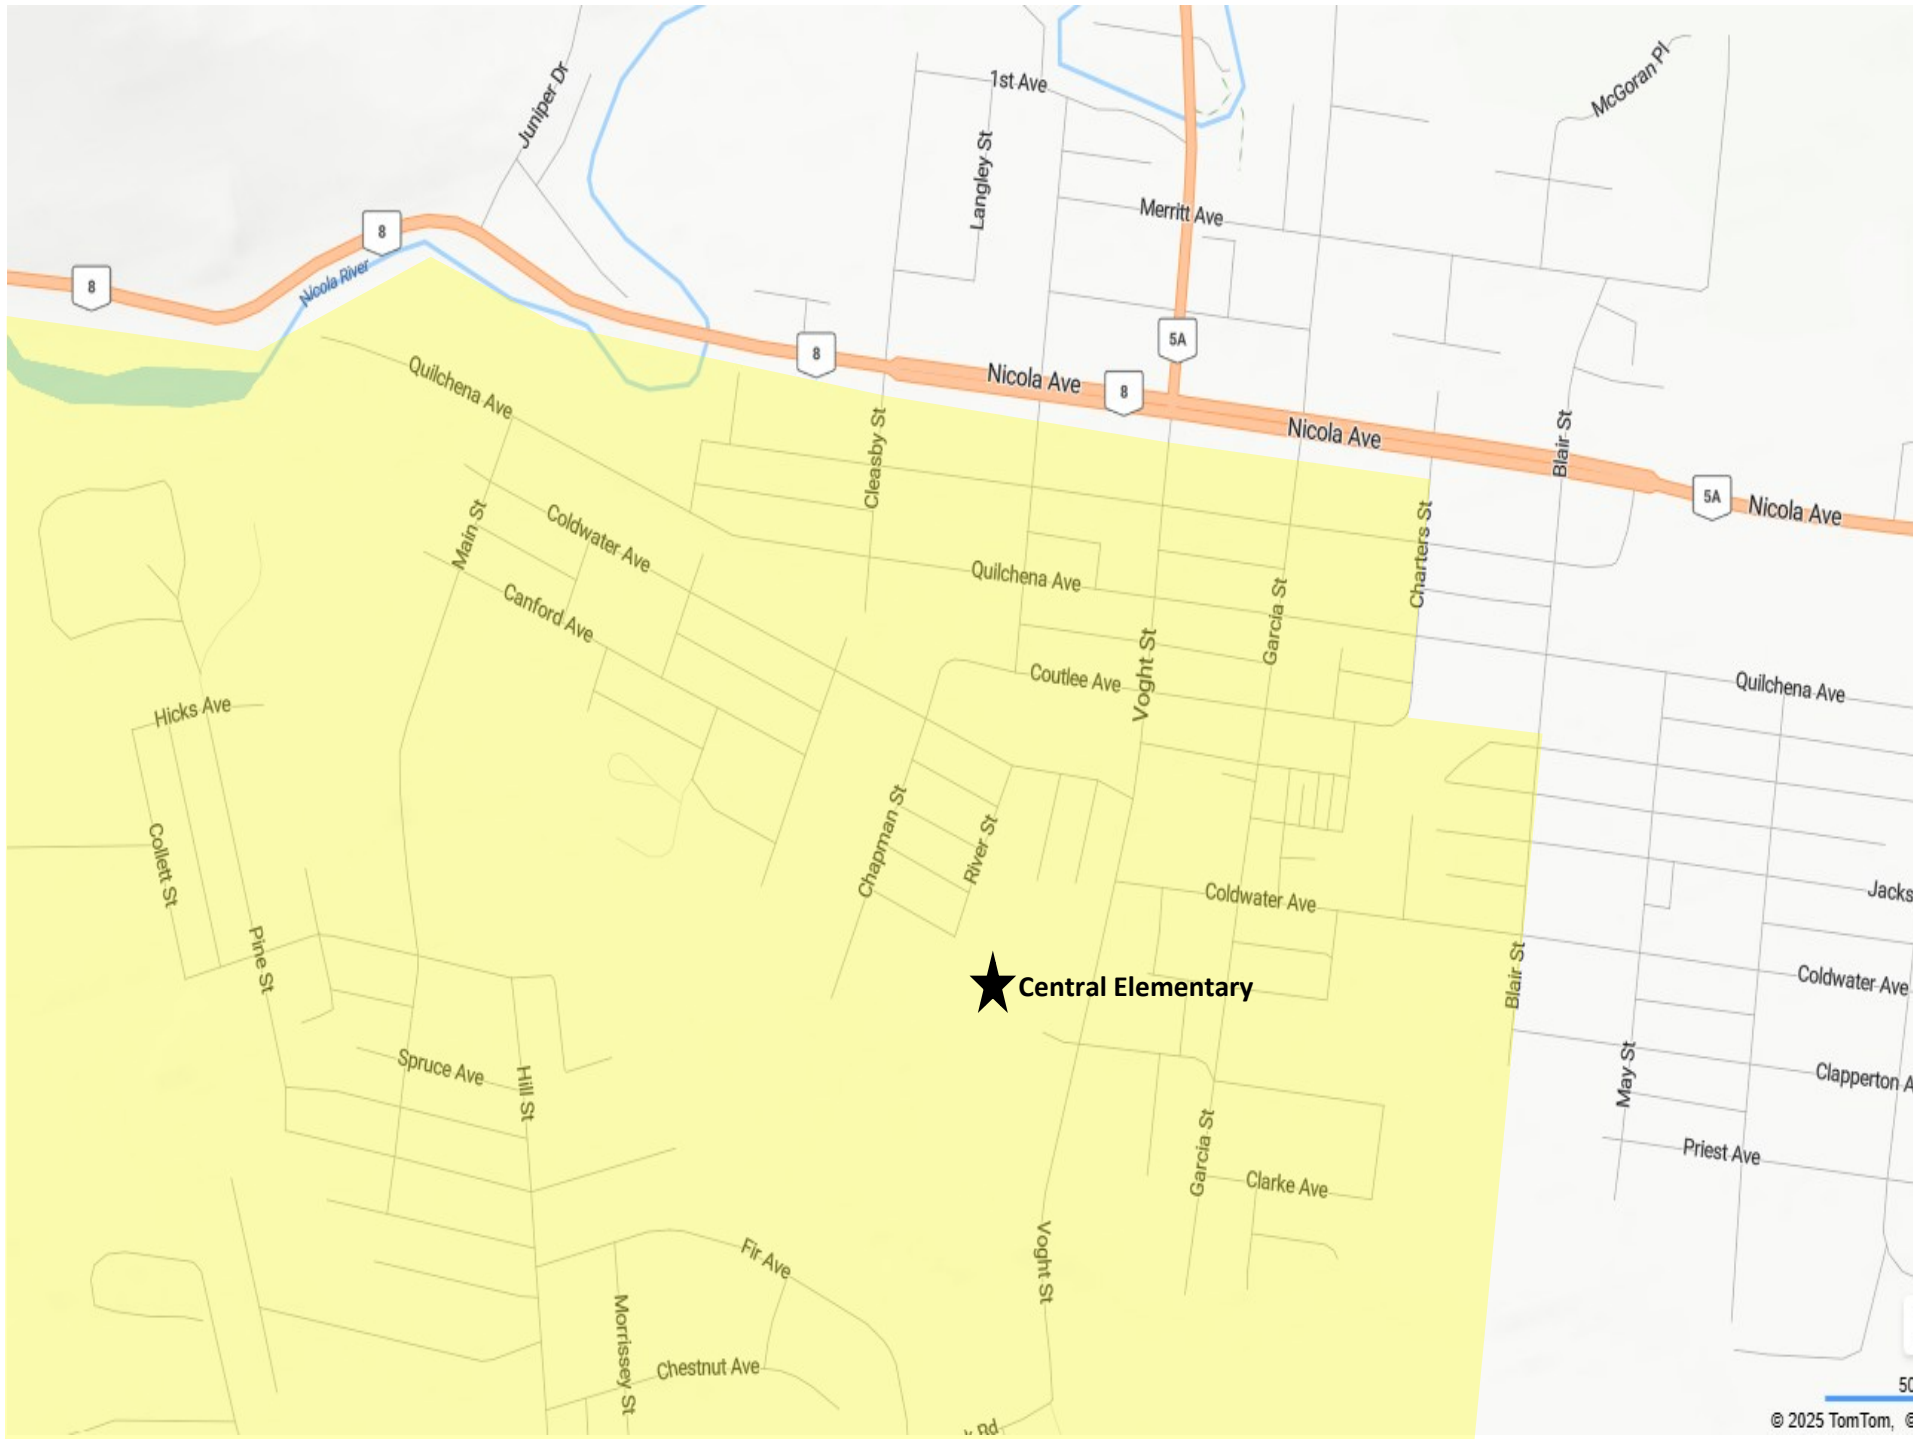 Juniper Dr
1st Ave
McGoran Pl
Langley St
Merritt Ave
8
Nicola River
8
5A
8
Nicola Ave
8
Nicola Ave
Quilchena Ave
Cleasby St
Blair St
5A
Nicola Ave
Main St
Coldwater Ave
Charters St
Quilchena Ave
Canford Ave
Garcia St
Voght St
Coutlee Ave
Quilchena Ave
Hicks Ave
Chapman St
River St
Collett St
Coldwater Ave
Jacks
Pine St
Blair St
Coldwater Ave
Central Elementary
Spruce Ave
Hill St
May St
Clapperton A
Garcia St
Priest Ave
Clarke Ave
Fir Ave
Voght St
Morrissey St
Chestnut Ave
50
k Rd
© 2025 TomTom, ©